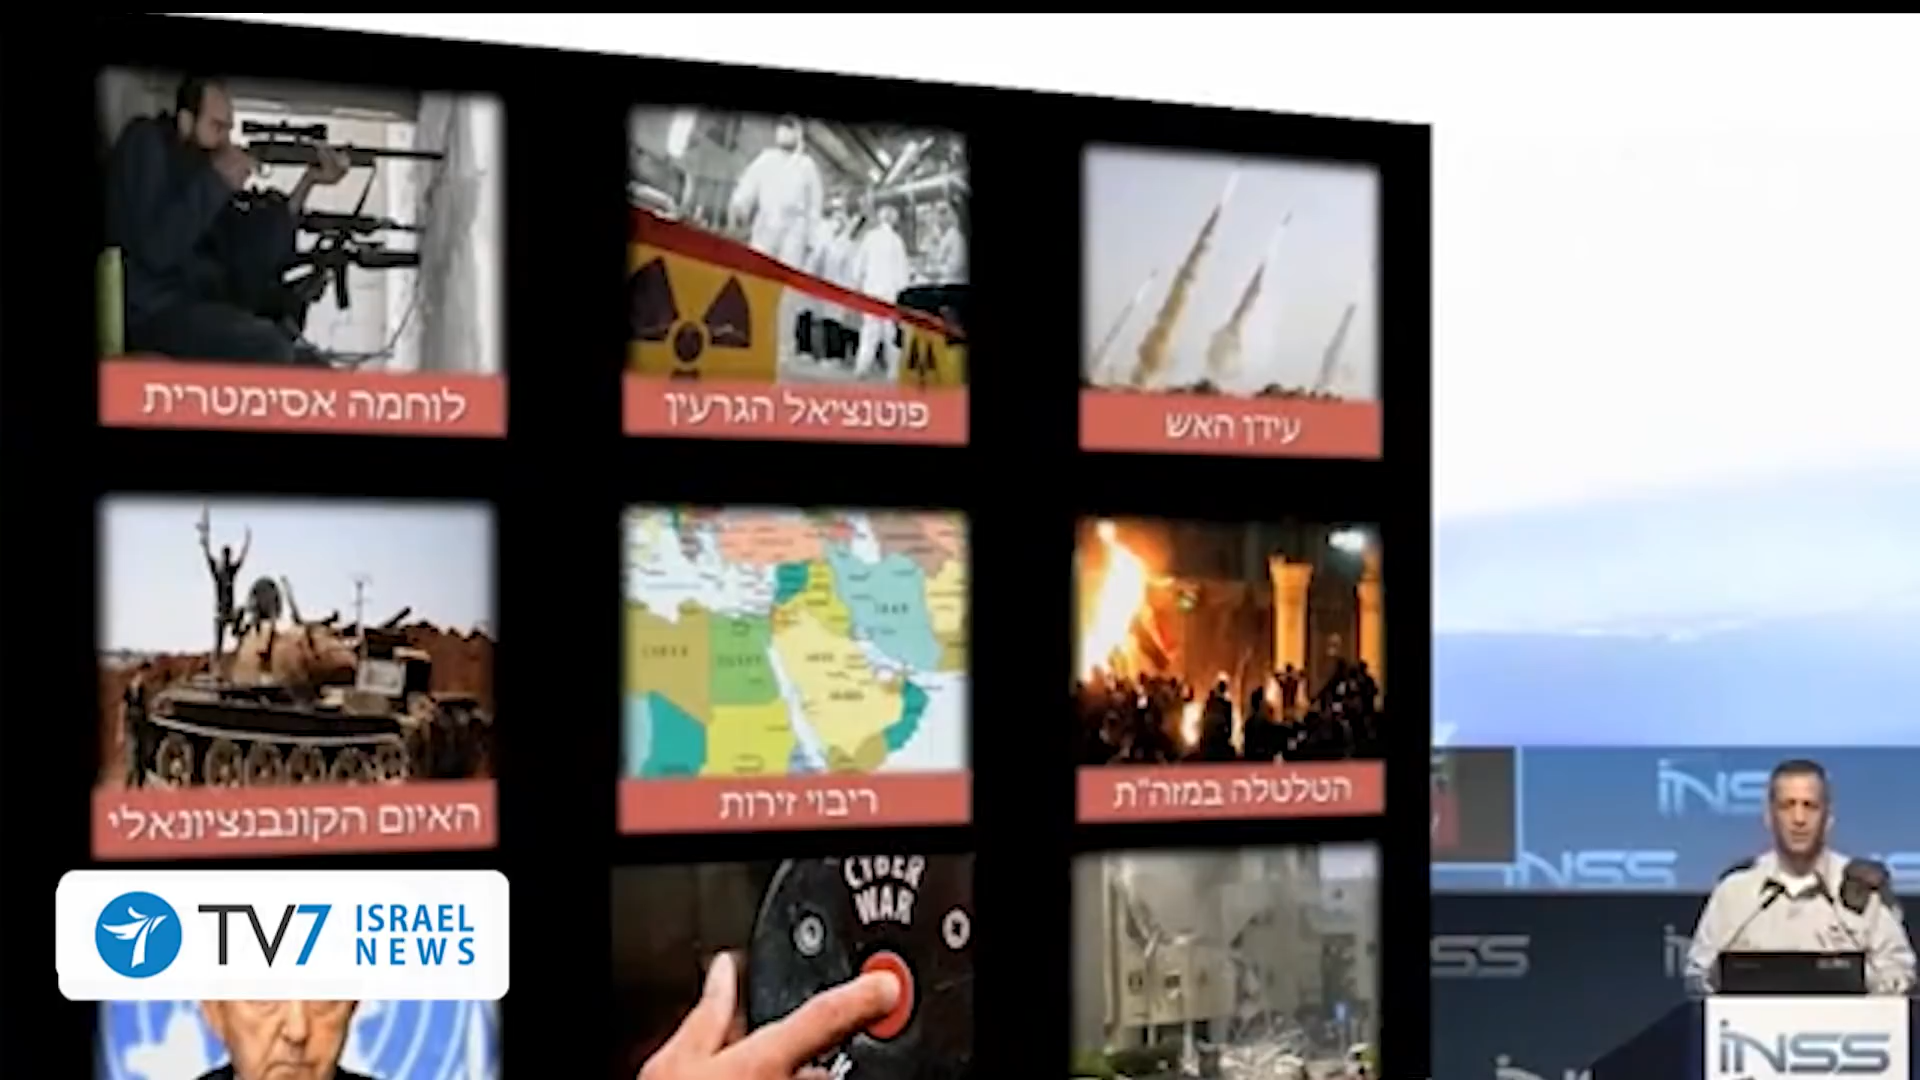 עידן האש
פוטנציאל הגרעין
לוחמה אסימטרית
הטלטלה במזה"ת
ריבוי זירות
האיום הקונבנציונאלי
CYBER
WAR
TV7 ISRAEL
NEWS
iNSS
iNSS
iNSS